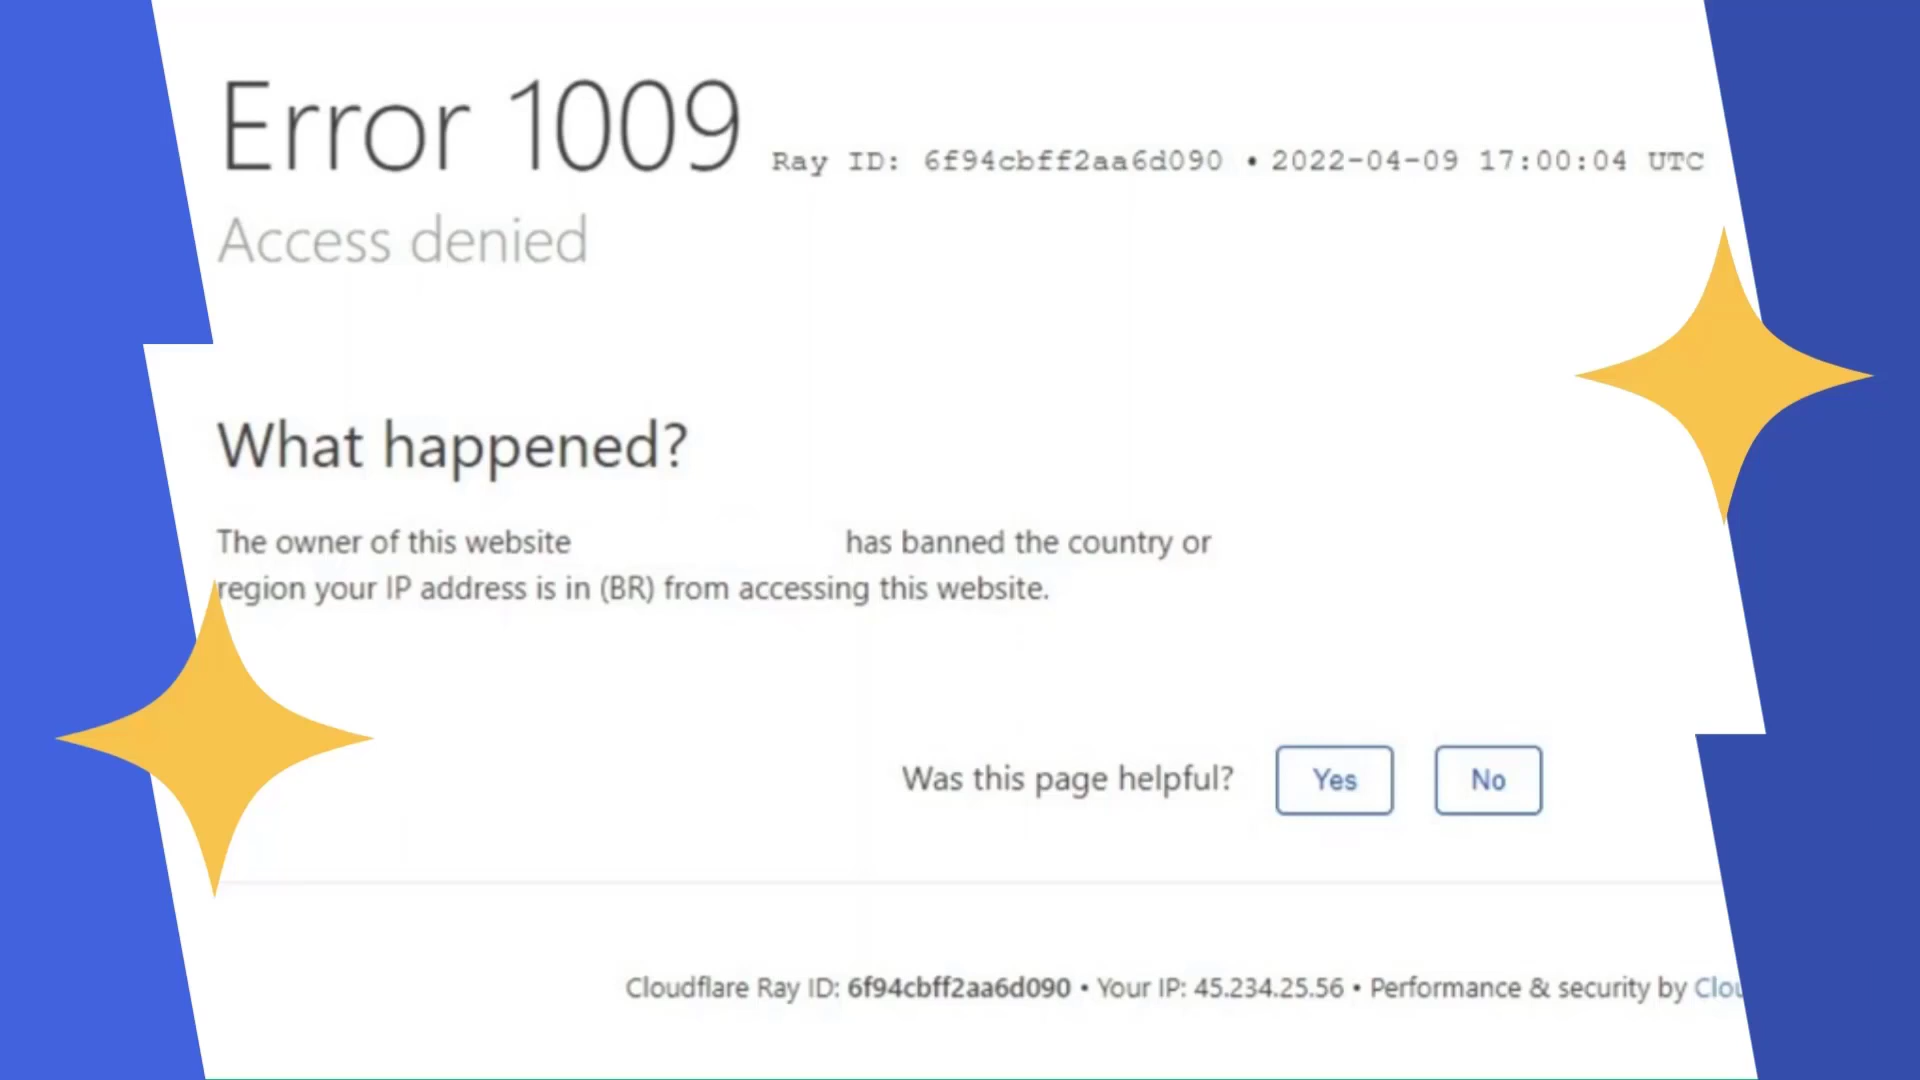 Error 1009 Ray ID: 6f94cbff2aa6d090 • 2022-04-09 17:00:04 UTC
Access denied
What happened?
The owner of this website has banned the country or
region your IP address is in (BR) from accessing this website.
Was this page helpful? Yes No
Cloudflare Ray ID: 6f94cbff2aa6d090 • Your IP: 45.234.25.56 • Performance & security by